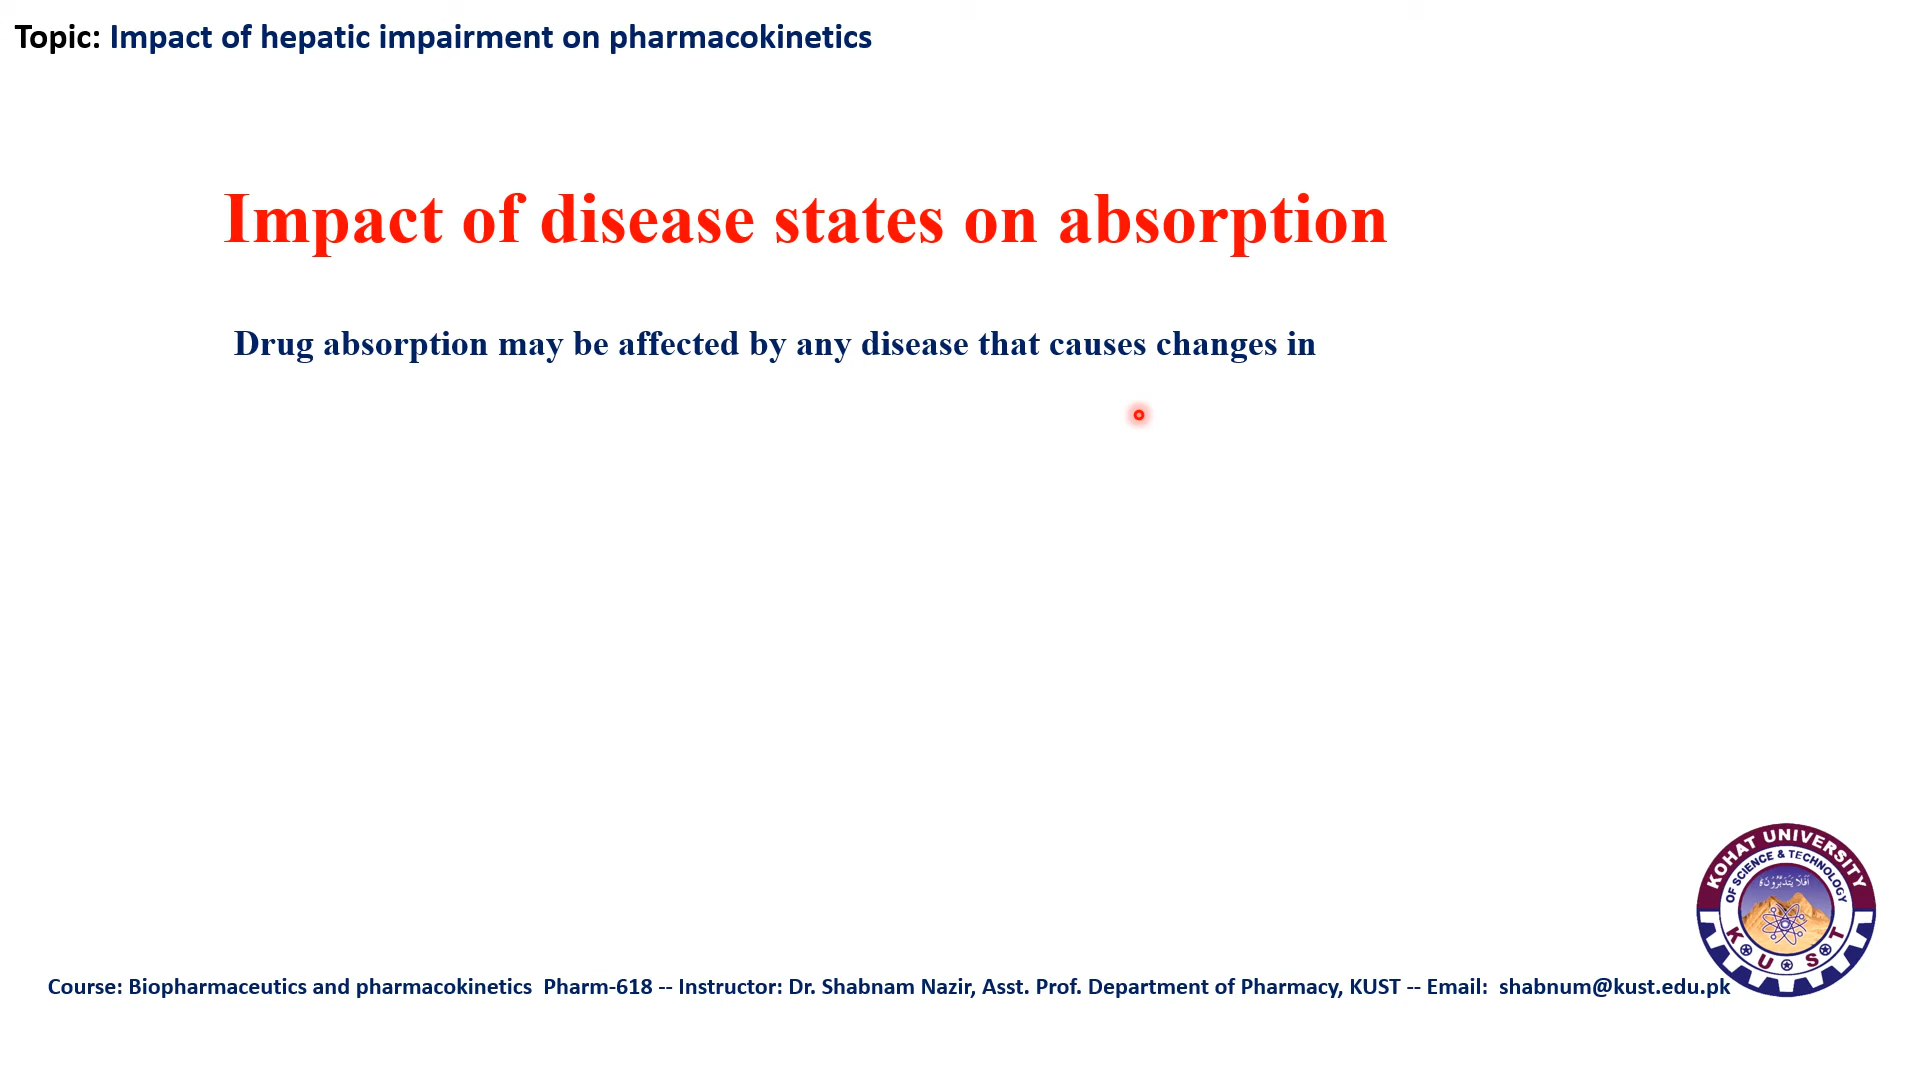 Topic: Impact of hepatic impairment on pharmacokinetics
Impact of disease states on absorption
Drug absorption may be affected by any disease that causes changes in
KOHAT UNIVERSITY
OF SCIENCE & TECHNOLOGY
أفلا يتدبرون
K U S T
Course: Biopharmaceutics and pharmacokinetics Pharm-618 -- Instructor: Dr. Shabnam Nazir, Asst. Prof. Department of Pharmacy, KUST -- Email: shabnum@kust.edu.pk